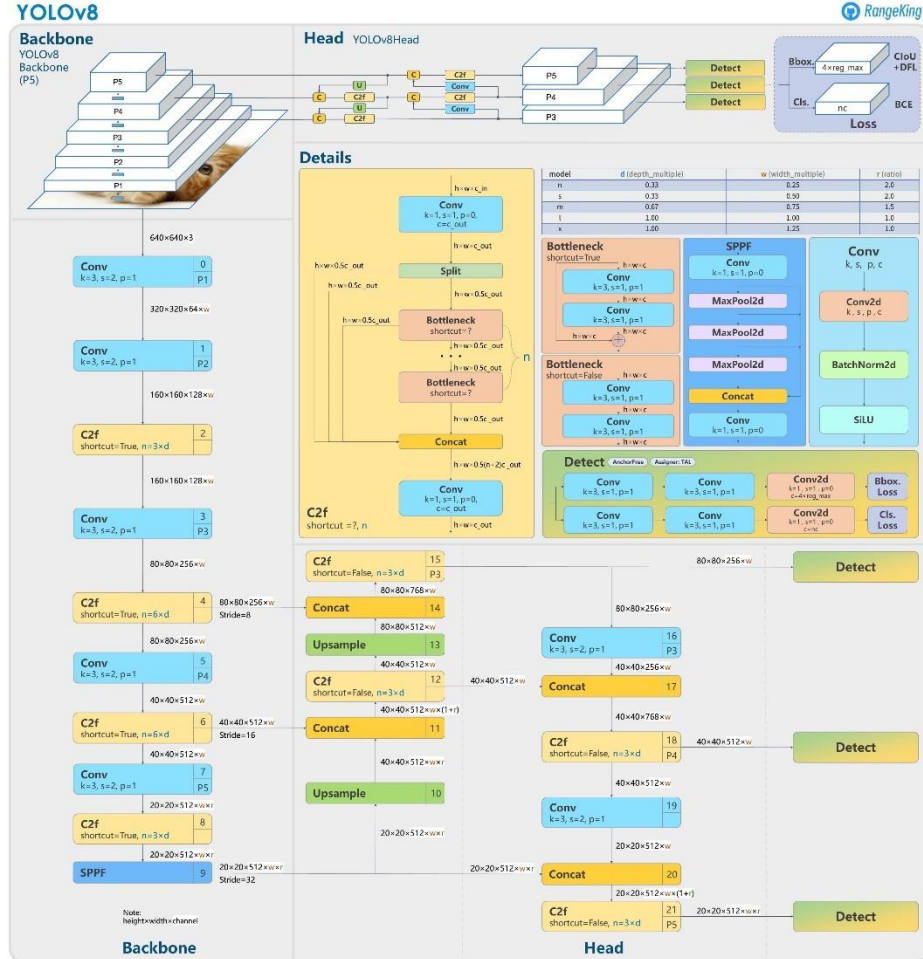 YOLOv8
RangeKing
Backbone
YOLOv8
Backbone
(P5)
P5
P4
P3
P2
P1
Head YOLOv8Head
C
U
C2f
C
U
C2f
C
C2f
Conv
C
C2f
Conv
P5
P4
P3
Detect
Detect
Detect
Bbox.
4×reg_max
CIoU
+DFL
Cls.
nc
BCE
Loss
Details
h×w×c_in
Conv
k=1, s=1, p=0,
c=c_out
h×w×c_out
Split
h×w×0.5c_out
h×w×0.5c_out
h×w×0.5c_out
Bottleneck
shortcut=?
h×w×0.5c_out
...
h×w×0.5c_out
n
Bottleneck
shortcut=?
h×w×0.5c_out
Concat
h×w×0.5(n+2)c_out
Conv
k=1, s=1, p=0,
c=c_out
h×w×c_out
C2f
shortcut =?, n
model d (depth_multiple) w (width_multiple) r (ratio)
n 0.33 0.25 2.0
s 0.33 0.50 2.0
m 0.67 0.75 1.5
l 1.00 1.00 1.0
x 1.00 1.25 1.0
Bottleneck
shortcut=True
h×w×c
Conv
k=3, s=1, p=1
h×w×c
Conv
k=3, s=1, p=1
h×w×c
h×w×c
Bottleneck
shortcut=False
h×w×c
Conv
k=3, s=1, p=1
h×w×c
Conv
k=3, s=1, p=1
h×w×c
SPPF
Conv
k=1, s=1, p=0
MaxPool2d
MaxPool2d
MaxPool2d
Concat
Conv
k=1, s=1, p=0
Conv
k, s, p, c
Conv2d
k, s, p, c
BatchNorm2d
SiLU
Detect AnchorFree Assigner: TAL
Conv
k=3, s=1, p=1
Conv
k=3, s=1, p=1
Conv2d
k=1, s=1, p=0
c=4×reg_max
Bbox.
Loss
Conv
k=3, s=1, p=1
Conv
k=3, s=1, p=1
Conv2d
k=1, s=1, p=0
c=nc
Cls.
Loss
640×640×3
Conv 0
k=3, s=2, p=1 P1
320×320×64×w
Conv 1
k=3, s=2, p=1 P2
160×160×128×w
C2f 2
shortcut=True, n=3×d
160×160×128×w
Conv 3
k=3, s=2, p=1 P3
80×80×256×w
C2f 4
shortcut=True, n=6×d
80×80×256×w
Stride=8
80×80×256×w
Conv 5
k=3, s=2, p=1 P4
40×40×512×w
C2f 6
shortcut=True, n=6×d
40×40×512×w
Stride=16
40×40×512×w
Conv 7
k=3, s=2, p=1 P5
20×20×512×w×r
C2f 8
shortcut=True, n=3×d
20×20×512×w×r
SPPF 9
20×20×512×w×r
Stride=32
Note:
height×width×channel
Backbone
C2f 15
shortcut=False, n=3×d P3
80×80×768×w
Concat 14
80×80×512×w
Upsample 13
40×40×512×w
C2f 12
shortcut=False, n=3×d
40×40×512×w×(1+r)
Concat 11
40×40×512×w×r
Upsample 10
20×20×512×w×r
80×80×256×w
Detect
80×80×256×w
Conv 16
k=3, s=2, p=1 P3
40×40×256×w
40×40×512×w
Concat 17
40×40×768×w
C2f 18
shortcut=False, n=3×d P4
40×40×512×w
Detect
40×40×512×w
Conv 19
k=3, s=2, p=1
20×20×512×w
20×20×512×w×r
Concat 20
20×20×512×w×(1+r)
C2f 21
shortcut=False, n=3×d P5
20×20×512×w×r
Detect
Head